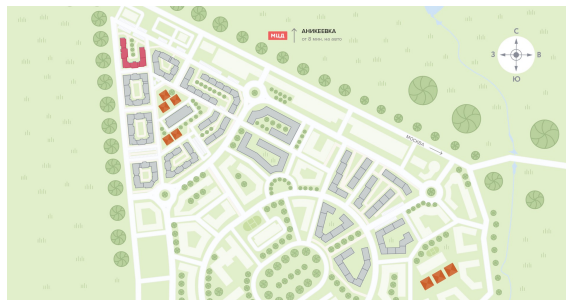 МЦД
АНИКЕЕВКА
от 8 мин. на авто
С
З
В
Ю
МОСКВА